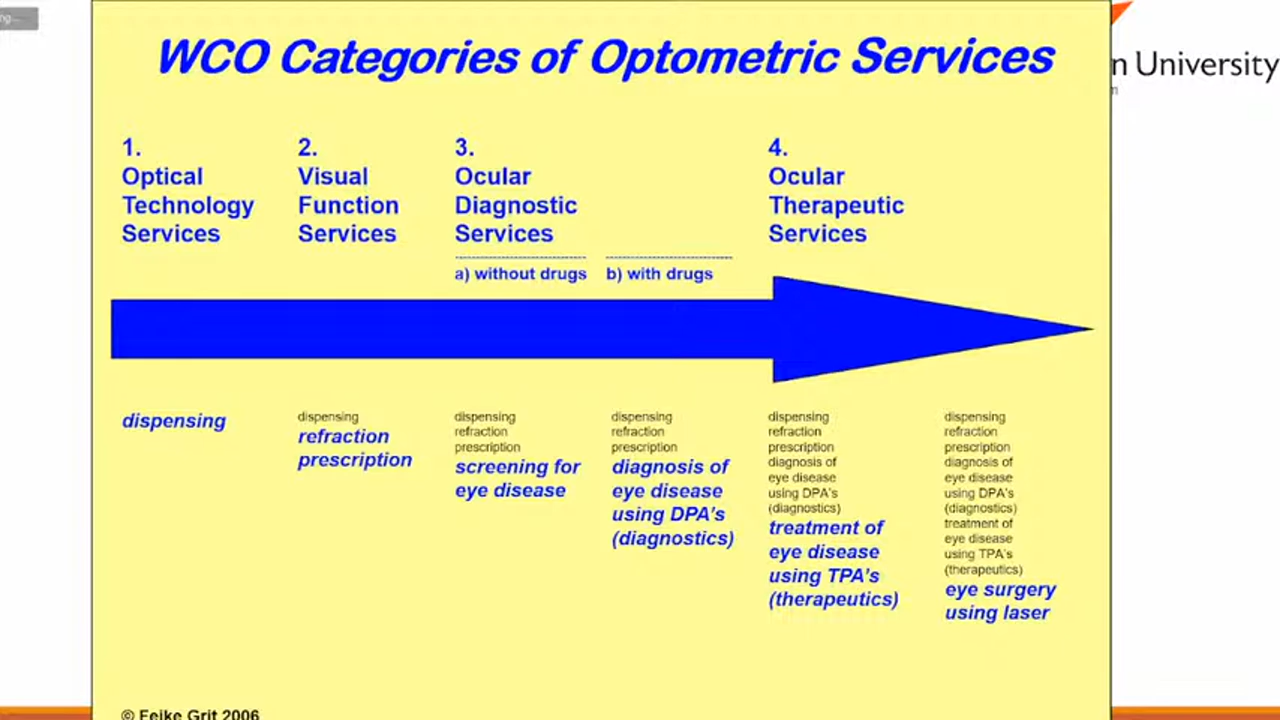 ng...
WCO Categories of Optometric Services
n University
m
1.
Optical
Technology
Services
2.
Visual
Function
Services
3.
Ocular
Diagnostic
Services
a) without drugs
b) with drugs
4.
Ocular
Therapeutic
Services
dispensing
dispensing
refraction
prescription
dispensing
refraction
prescription
screening for
eye disease
dispensing
refraction
prescription
diagnosis of
eye disease
using DPA's
(diagnostics)
dispensing
refraction
prescription
diagnosis of
eye disease
using DPA's
(diagnostics)
treatment of
eye disease
using TPA's
(therapeutics)
dispensing
refraction
prescription
diagnosis of
eye disease
using DPA's
(diagnostics)
treatment of
eye disease
using TPA's
(therapeutics)
eye surgery
using laser
© Feike Grit 2006